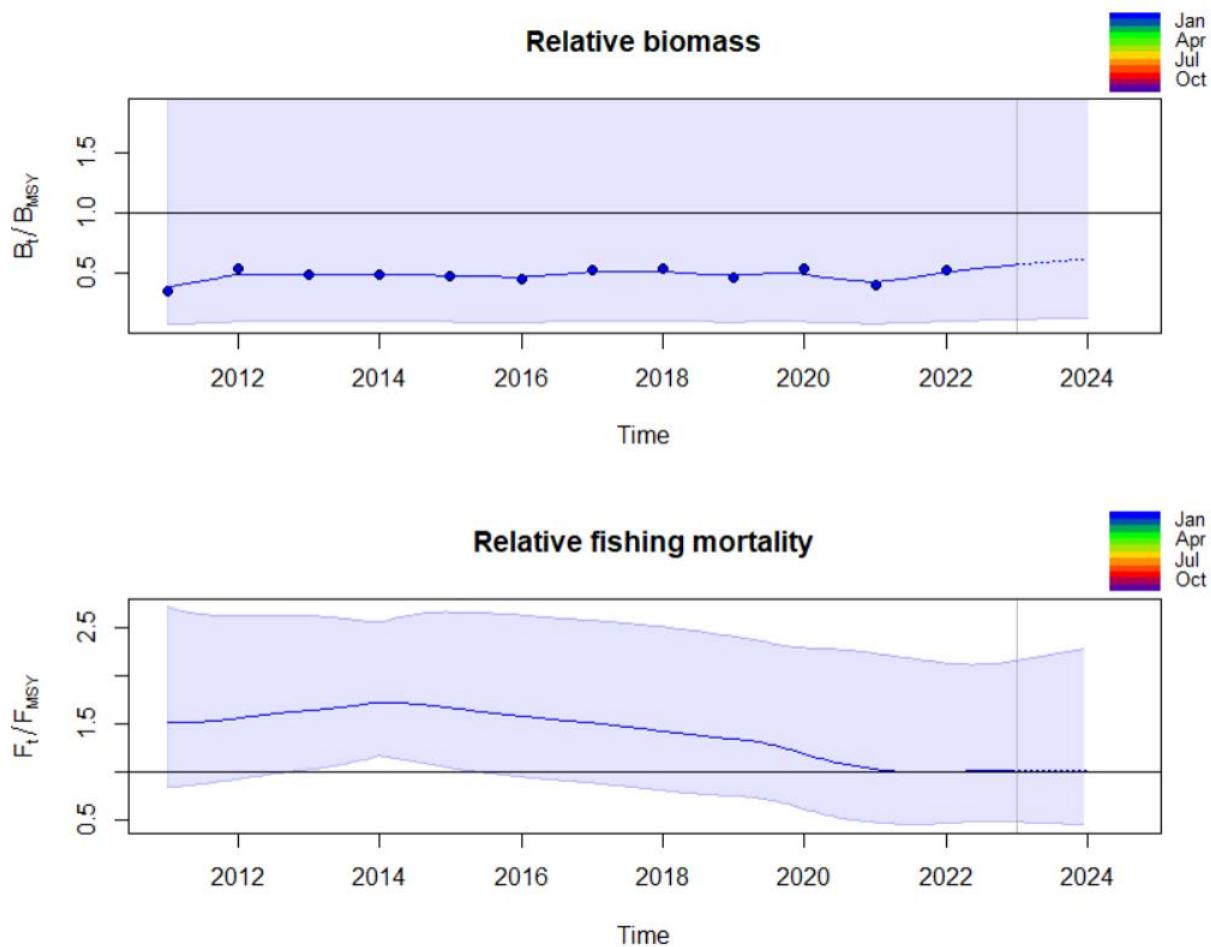 Relative biomass
Jan
Apr
Jul
Oct
Bt/BMSY
0.5 1.0 1.5
2012 2014 2016 2018 2020 2022 2024
Time
Relative fishing mortality
Jan
Apr
Jul
Oct
Ft/FMSY
0.5 1.5 2.5
2012 2014 2016 2018 2020 2022 2024
Time